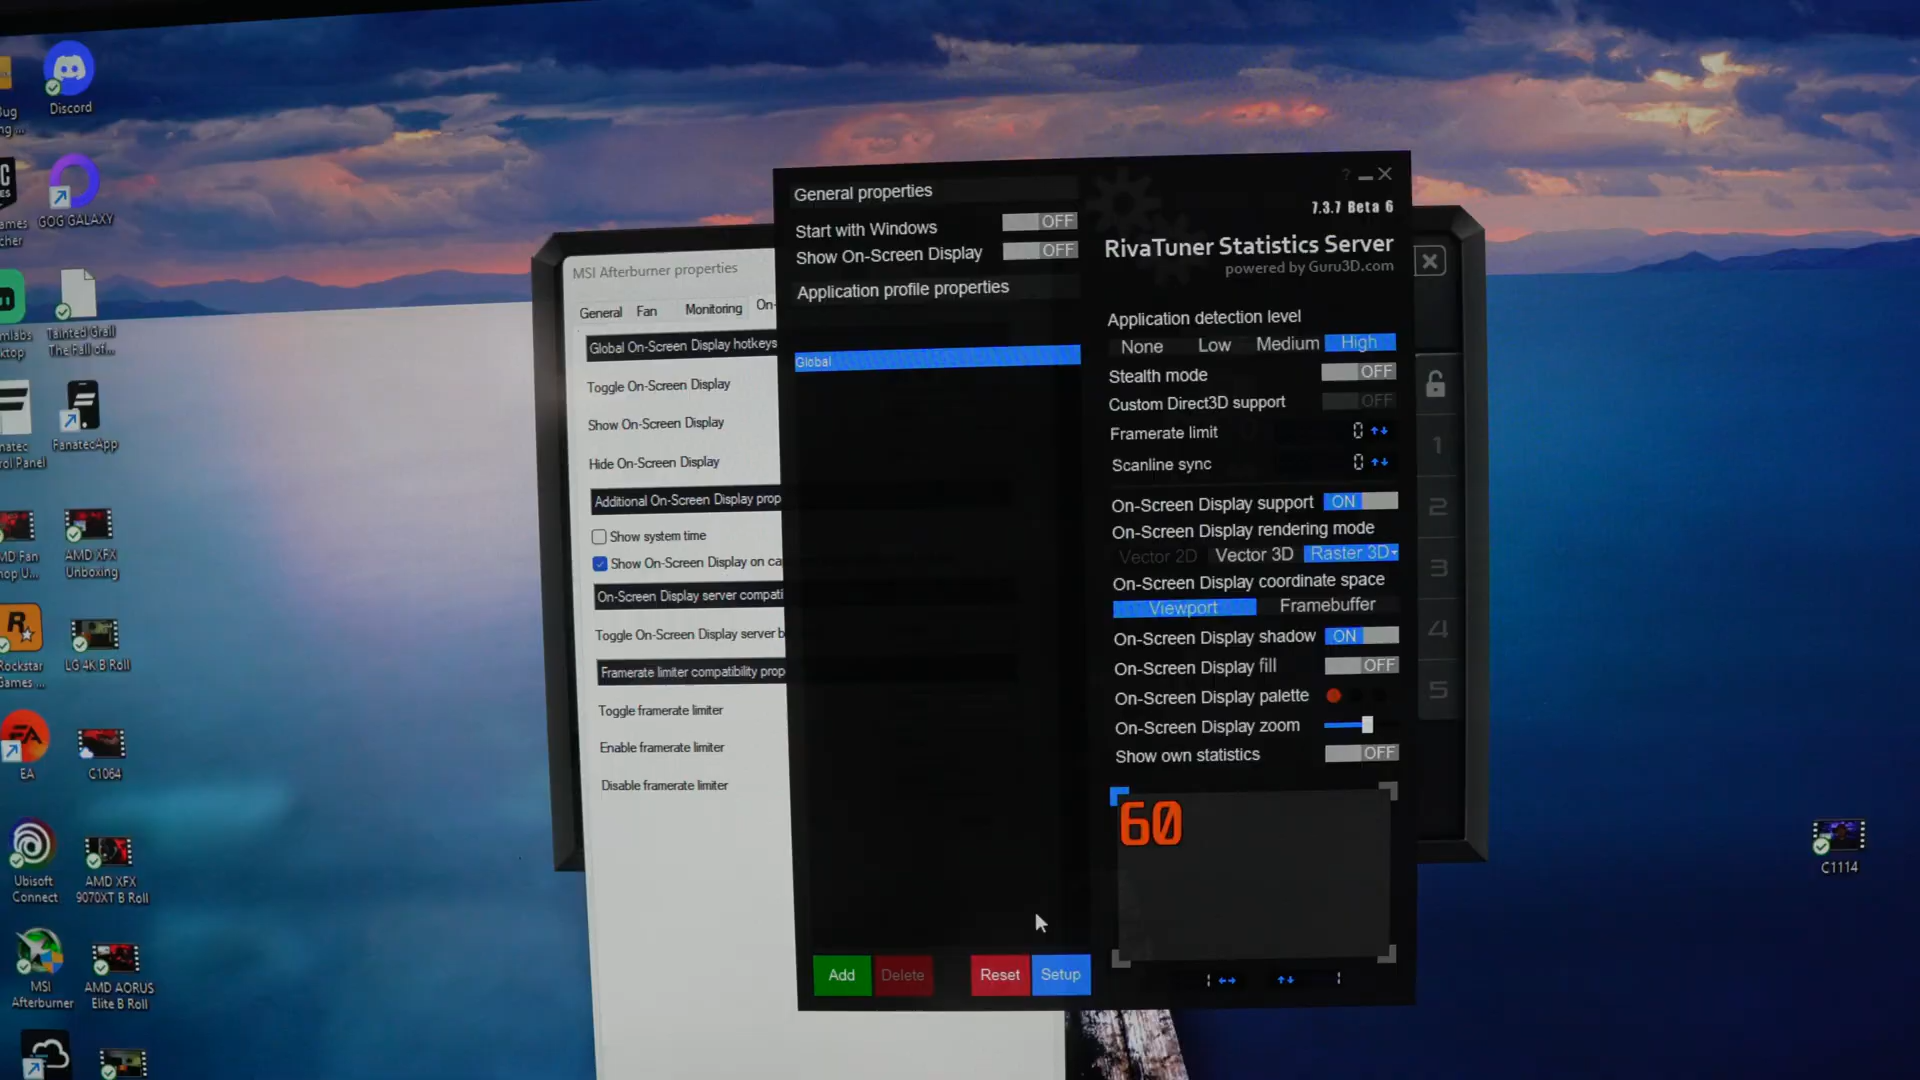 Discord
GOG GALAXY
Tainted Grail
The Fall of...
FanatecApp
AMD XFX
Unboxing
Rockstar
Games ...
LG 4K B Roll
EA
C1064
Ubisoft
Connect
AMD XFX
9070XT B Roll
MSI
Afterburner
AMD AORUS
Elite B Roll
C1114
MSI Afterburner properties
General
Fan
Monitoring
On-
Global On-Screen Display hotkeys
Toggle On-Screen Display
Show On-Screen Display
Hide On-Screen Display
Additional On-Screen Display prop
Show system time
Show On-Screen Display on ca
On-Screen Display server compati
Toggle On-Screen Display server b
Framerate limiter compatibility prop
Toggle framerate limiter
Enable framerate limiter
Disable framerate limiter
General properties
Start with Windows OFF
Show On-Screen Display OFF
Application profile properties
Global
Add
Delete
Reset
Setup
?
7.3.7 Beta 6
RivaTuner Statistics Server
powered by Guru3D.com
Application detection level
None Low Medium High
Stealth mode OFF
Custom Direct3D support OFF
Framerate limit 0
Scanline sync 0
On-Screen Display support ON
On-Screen Display rendering mode
Vector 2D Vector 3D Raster 3D
On-Screen Display coordinate space
Viewport Framebuffer
On-Screen Display shadow ON
On-Screen Display fill OFF
On-Screen Display palette
On-Screen Display zoom
Show own statistics OFF
60
1
1
1
2
3
4
5